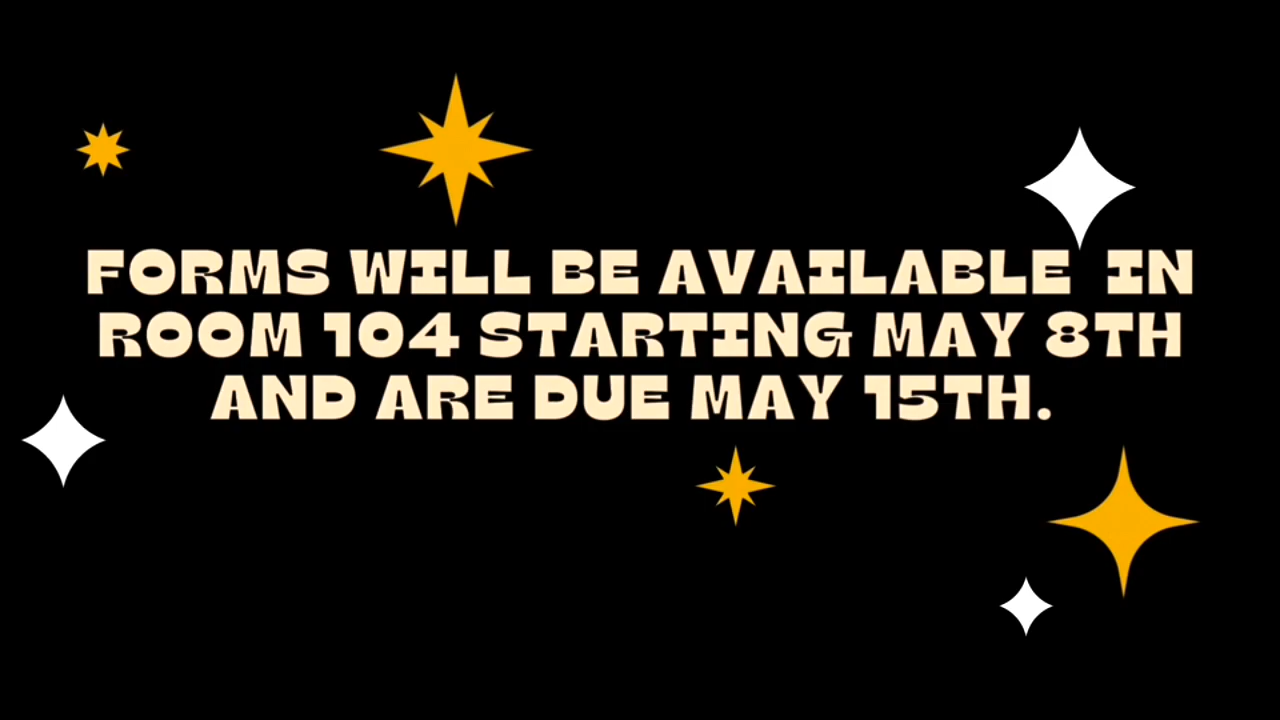 FORMS WILL BE AVAILABLE IN
ROOM 104 STARTING MAY 8TH
AND ARE DUE MAY 15TH.